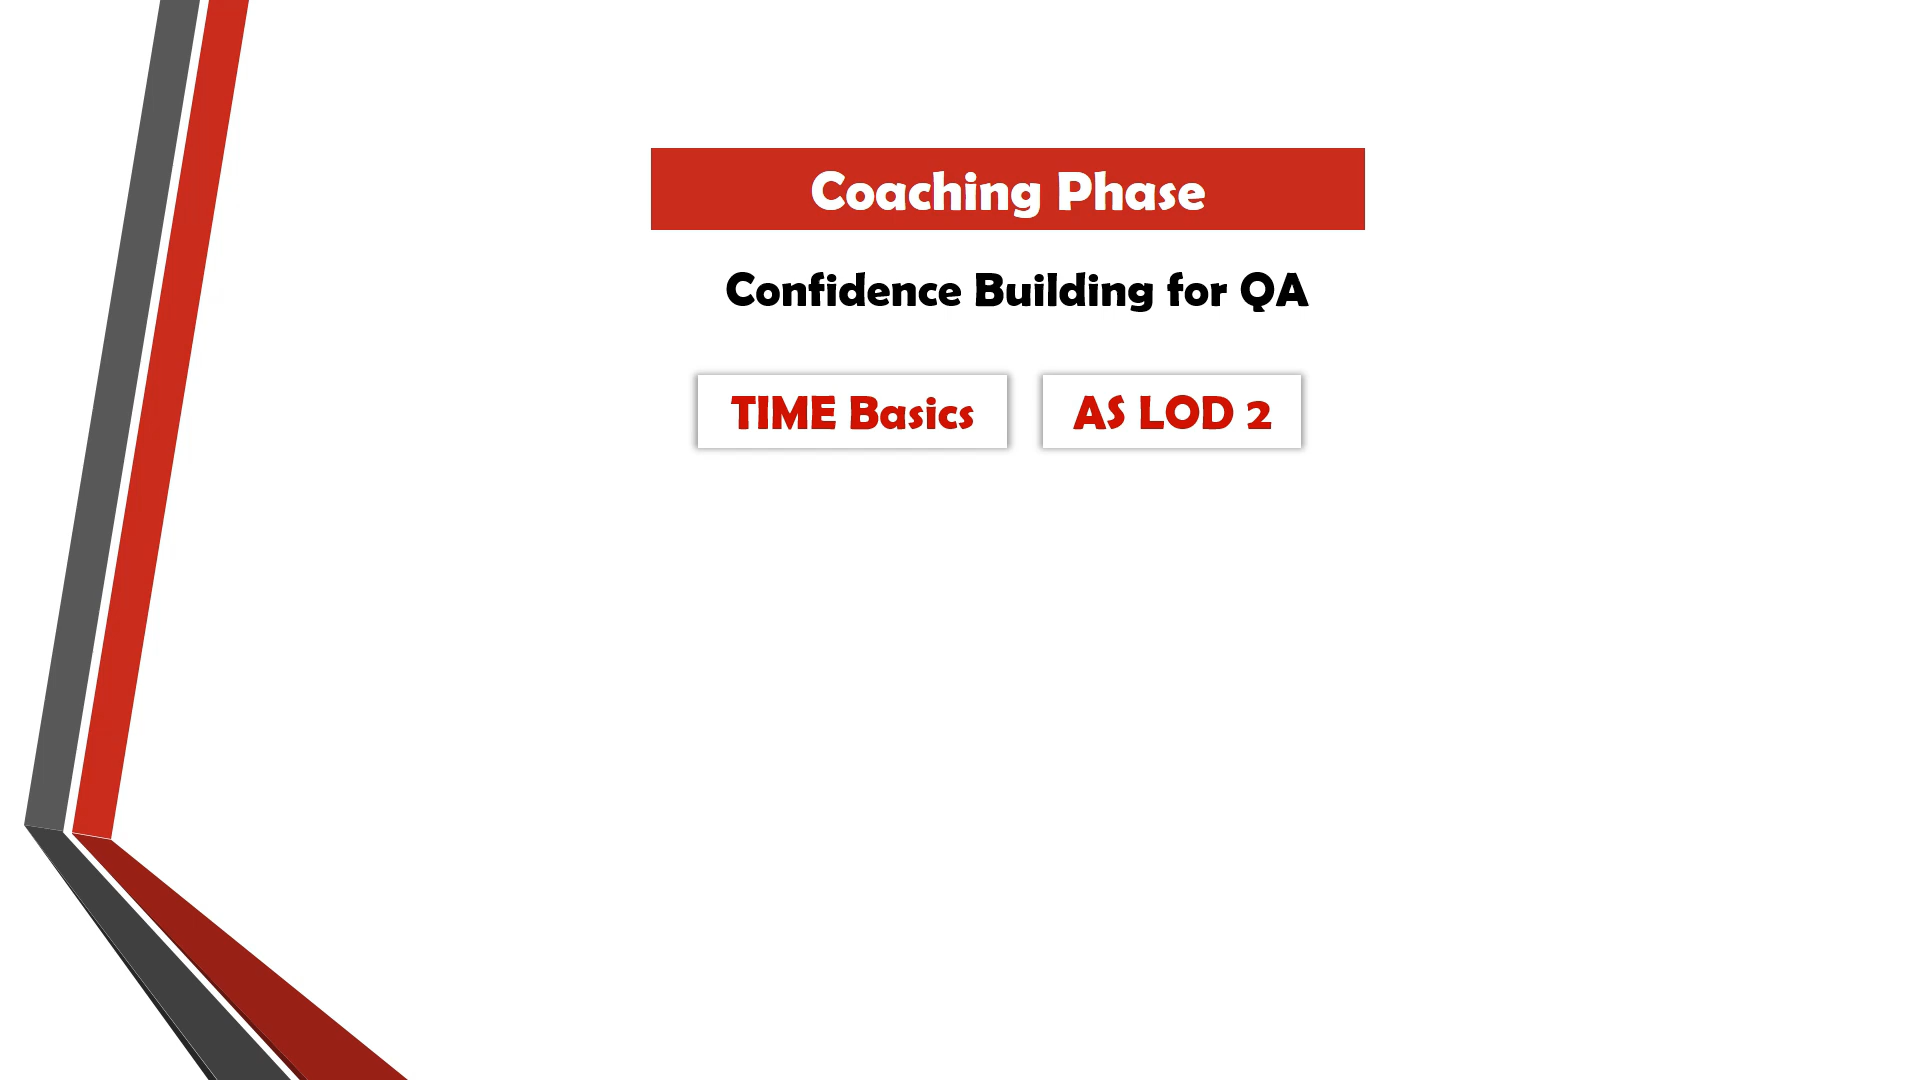 Coaching Phase
Confidence Building for QA
TIME Basics
AS LOD 2